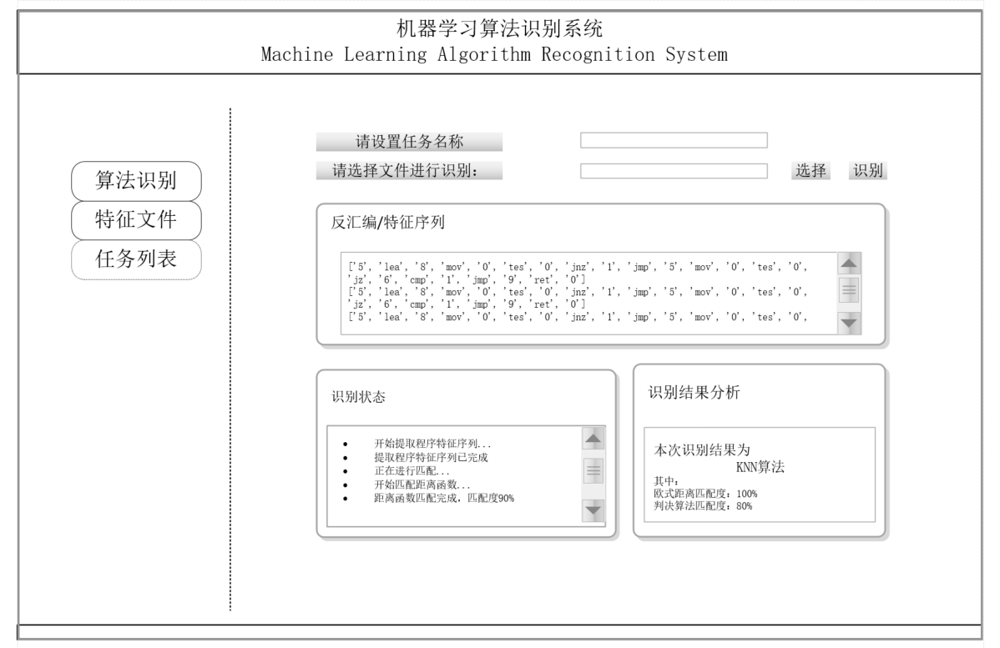 机器学习算法识别系统
Machine Learning Algorithm Recognition System
算法识别
特征文件
任务列表
请设置任务名称
请选择文件进行识别：
选择
识别
反汇编/特征序列
['5', 'lea', '8', 'mov', '0', 'tes', '0', 'jnz', '1', 'jmp', '5', 'mov', '0', 'tes', '0',
'jz', '6', 'cmp', '1', 'jmp', '9', 'ret', '0']
['5', 'lea', '8', 'mov', '0', 'tes', '0', 'jnz', '1', 'jmp', '5', 'mov', '0', 'tes', '0',
'jz', '6', 'cmp', '1', 'jmp', '9', 'ret', '0']
['5', 'lea', '8', 'mov', '0', 'tes', '0', 'jnz', '1', 'jmp', '5', 'mov', '0', 'tes', '0',
识别状态
• 开始提取程序特征序列...
• 提取程序特征序列已完成
• 正在进行匹配...
• 开始匹配距离函数...
• 距离函数匹配完成，匹配度90%
识别结果分析
本次识别结果为
KNN算法
其中：
欧式距离匹配度：100%
判决算法匹配度：80%